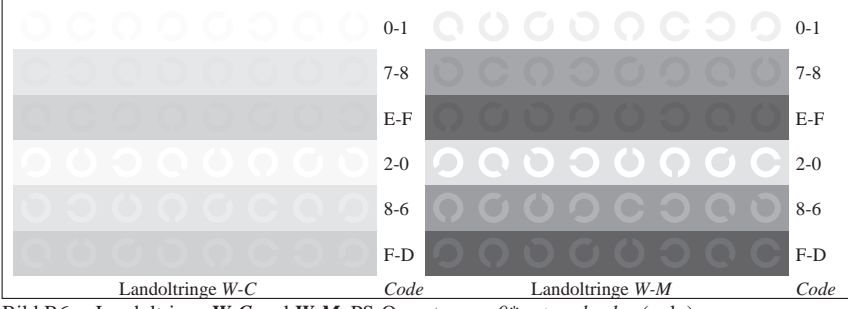 0-1 0-1
7-8 7-8
E-F E-F
2-0 2-0
8-6 8-6
F-D F-D
Landoltringe W-C Code Landoltringe W-M Code